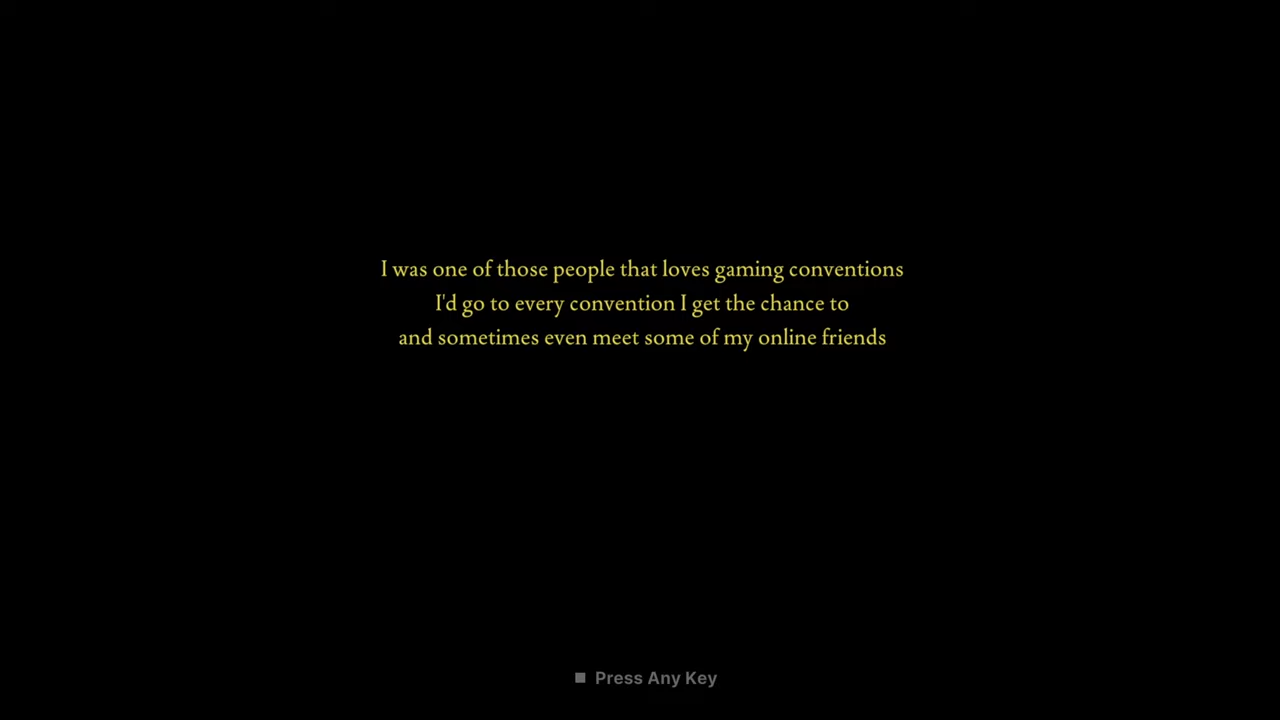 I was one of those people that loves gaming conventions
I'd go to every convention I get the chance to
and sometimes even meet some of my online friends
Press Any Key